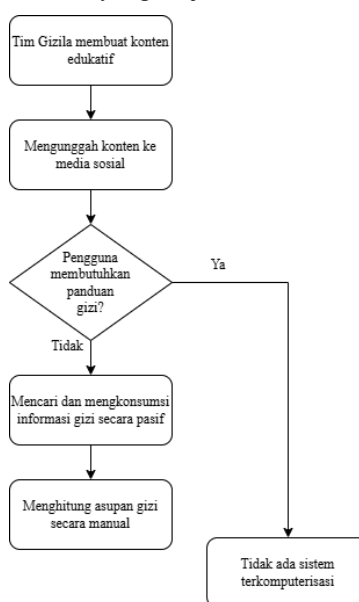 Tim Gizila membuat konten
edukatif
Mengunggah konten ke
media sosial
Pengguna
membutuhkan
panduan
gizi?
Ya
Tidak
Mencari dan mengkonsumsi
informasi gizi secara pasif
Menghitung asupan gizi
secara manual
Tidak ada sistem
terkomputerisasi